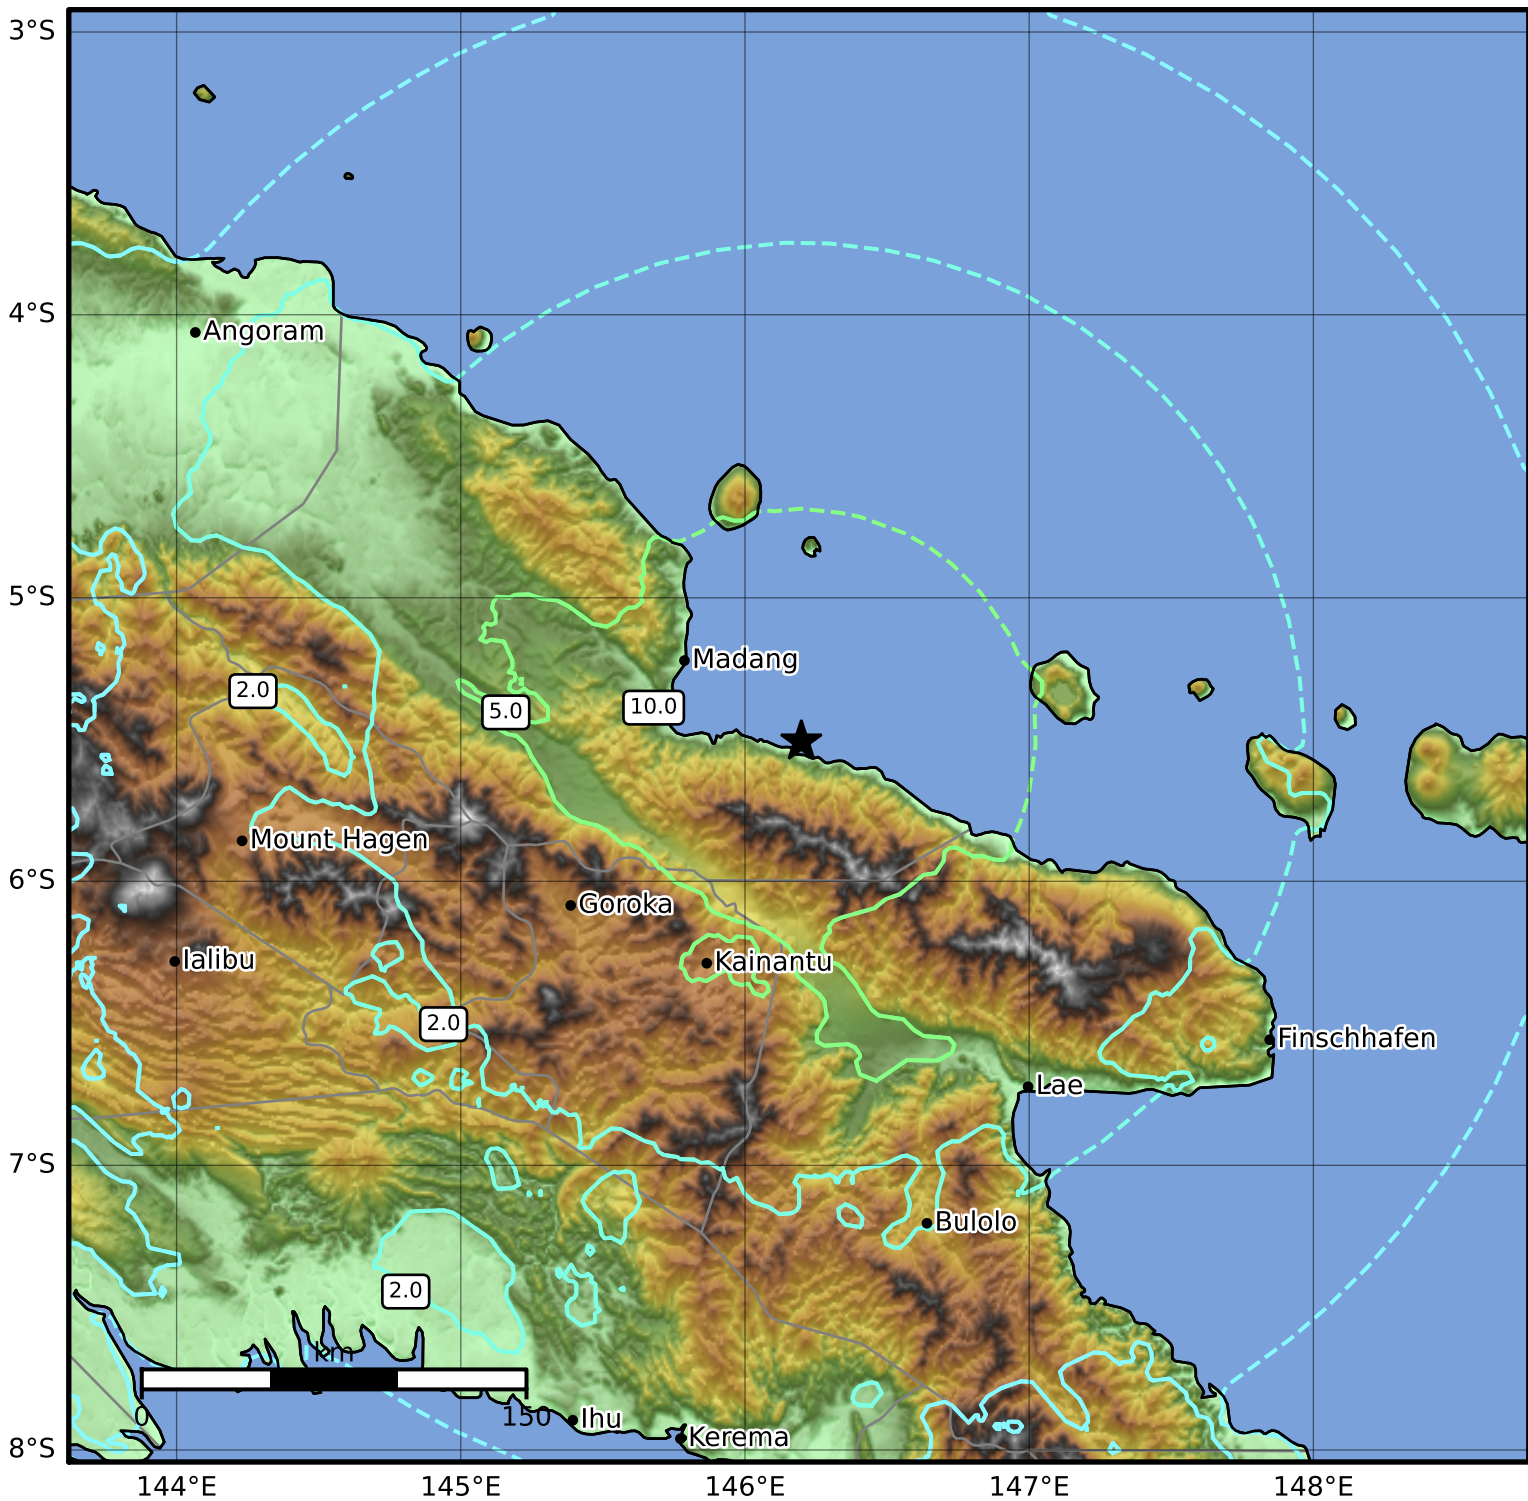 3°S
4°S
Angoram
5°S
Madang
2.0
5.0
10.0
Mount Hagen
6°S
Goroka
Ialibu
Kainantu
2.0
Finschhafen
Lae
7°S
Bulolo
2.0
km
0
150
Ihu
Kerema
8°S
144°E
145°E
146°E
147°E
148°E